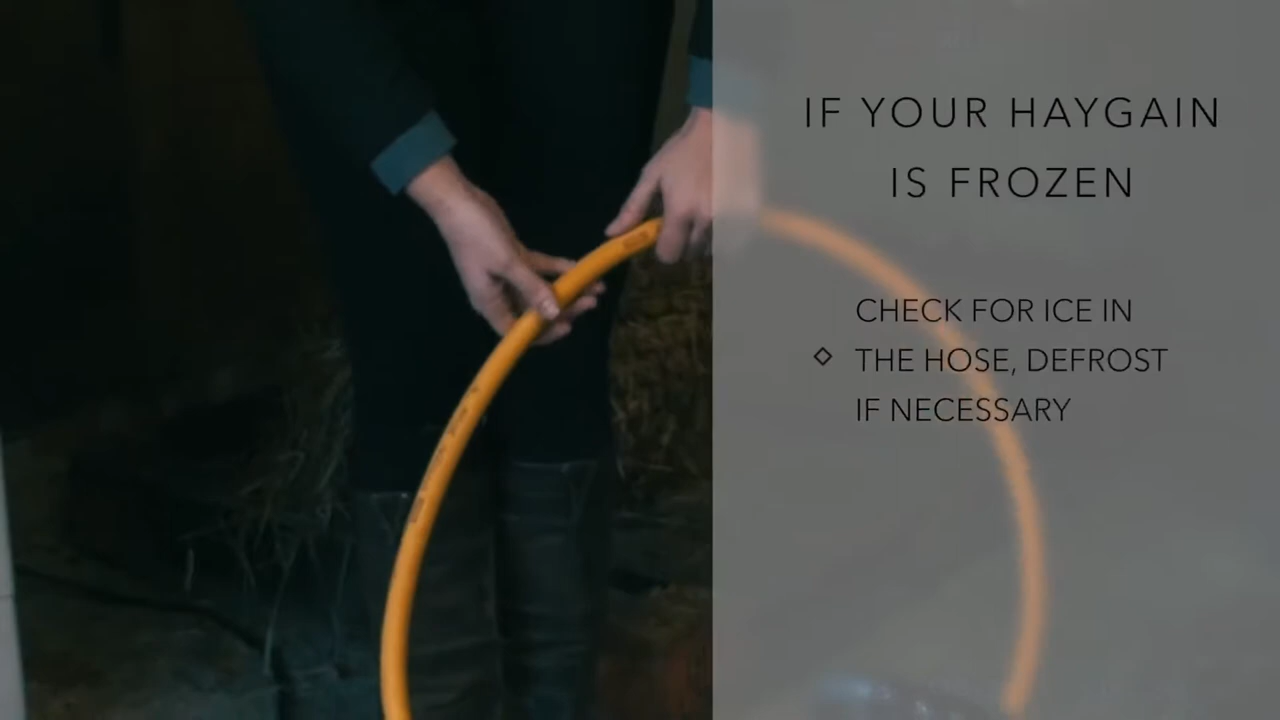 IF YOUR HAYGAIN
IS FROZEN
CHECK FOR ICE IN
THE HOSE, DEFROST
IF NECESSARY